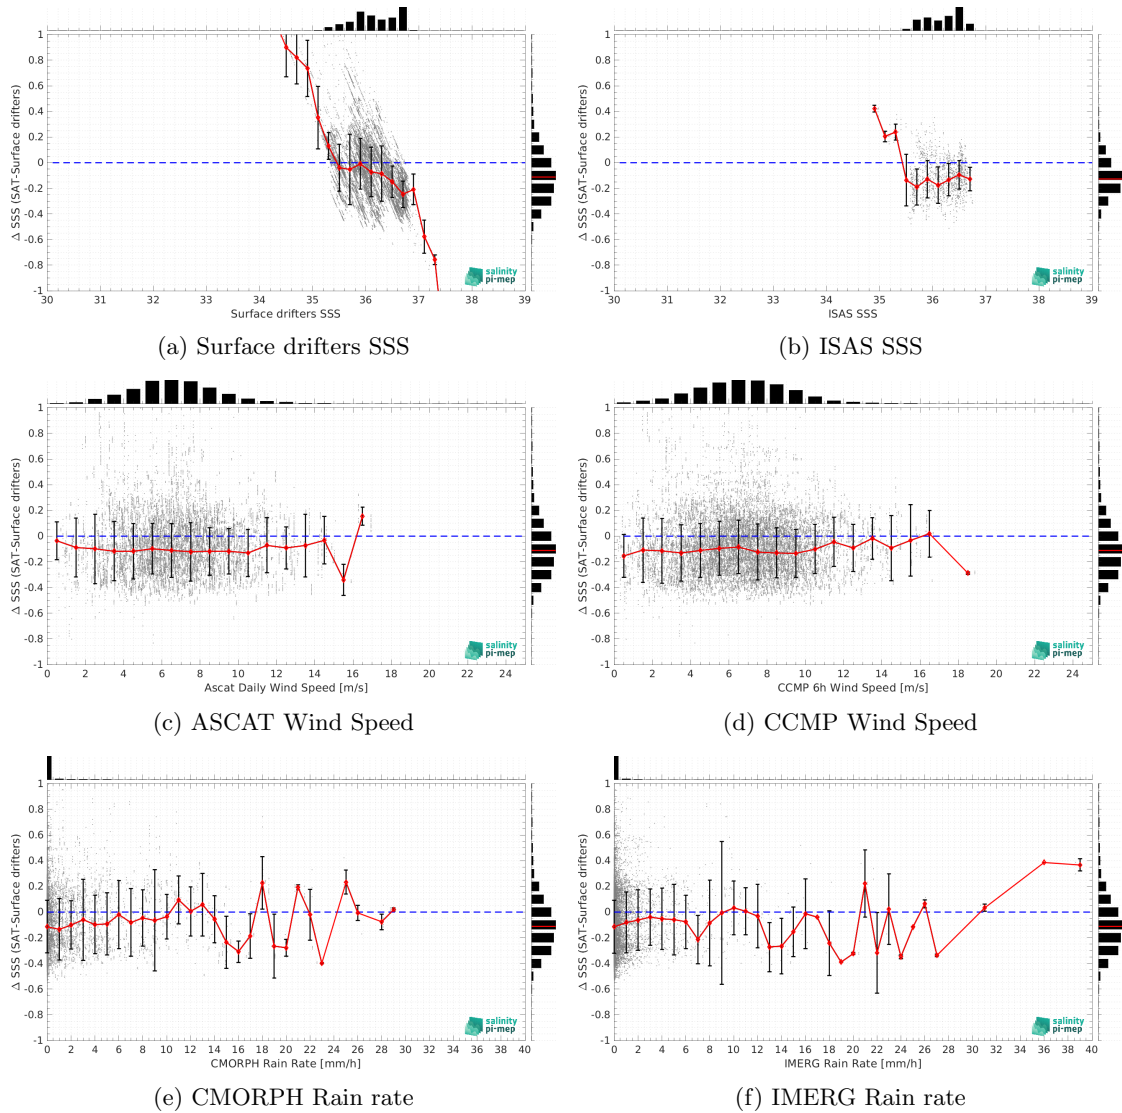 1
0.8
0.6
0.4
0.2
0
-0.2
-0.4
-0.6
-0.8
-1
Δ SSS (SAT-Surface drifters)
salinity
pi-mep
30 31 32 33 34 35 36 37 38 39
Surface drifters SSS
(a) Surface drifters SSS
1
0.8
0.6
0.4
0.2
0
-0.2
-0.4
-0.6
-0.8
-1
Δ SSS (SAT-Surface drifters)
salinity
pi-mep
30 31 32 33 34 35 36 37 38 39
ISAS SSS
(b) ISAS SSS
1
0.8
0.6
0.4
0.2
0
-0.2
-0.4
-0.6
-0.8
-1
Δ SSS (SAT-Surface drifters)
salinity
pi-mep
0 2 4 6 8 10 12 14 16 18 20 22 24
Ascat Daily Wind Speed [m/s]
(c) ASCAT Wind Speed
1
0.8
0.6
0.4
0.2
0
-0.2
-0.4
-0.6
-0.8
-1
Δ SSS (SAT-Surface drifters)
salinity
pi-mep
0 2 4 6 8 10 12 14 16 18 20 22 24
CCMP 6h Wind Speed [m/s]
(d) CCMP Wind Speed
1
0.8
0.6
0.4
0.2
0
-0.2
-0.4
-0.6
-0.8
-1
Δ SSS (SAT-Surface drifters)
salinity
pi-mep
0 2 4 6 8 10 12 14 16 18 20 22 24 26 28 30 32 34 36 38 40
CMORPH Rain Rate [mm/h]
(e) CMORPH Rain rate
1
0.8
0.6
0.4
0.2
0
-0.2
-0.4
-0.6
-0.8
-1
Δ SSS (SAT-Surface drifters)
salinity
pi-mep
0 2 4 6 8 10 12 14 16 18 20 22 24 26 28 30 32 34 36 38 40
IMERG Rain Rate [mm/h]
(f) IMERG Rain rate